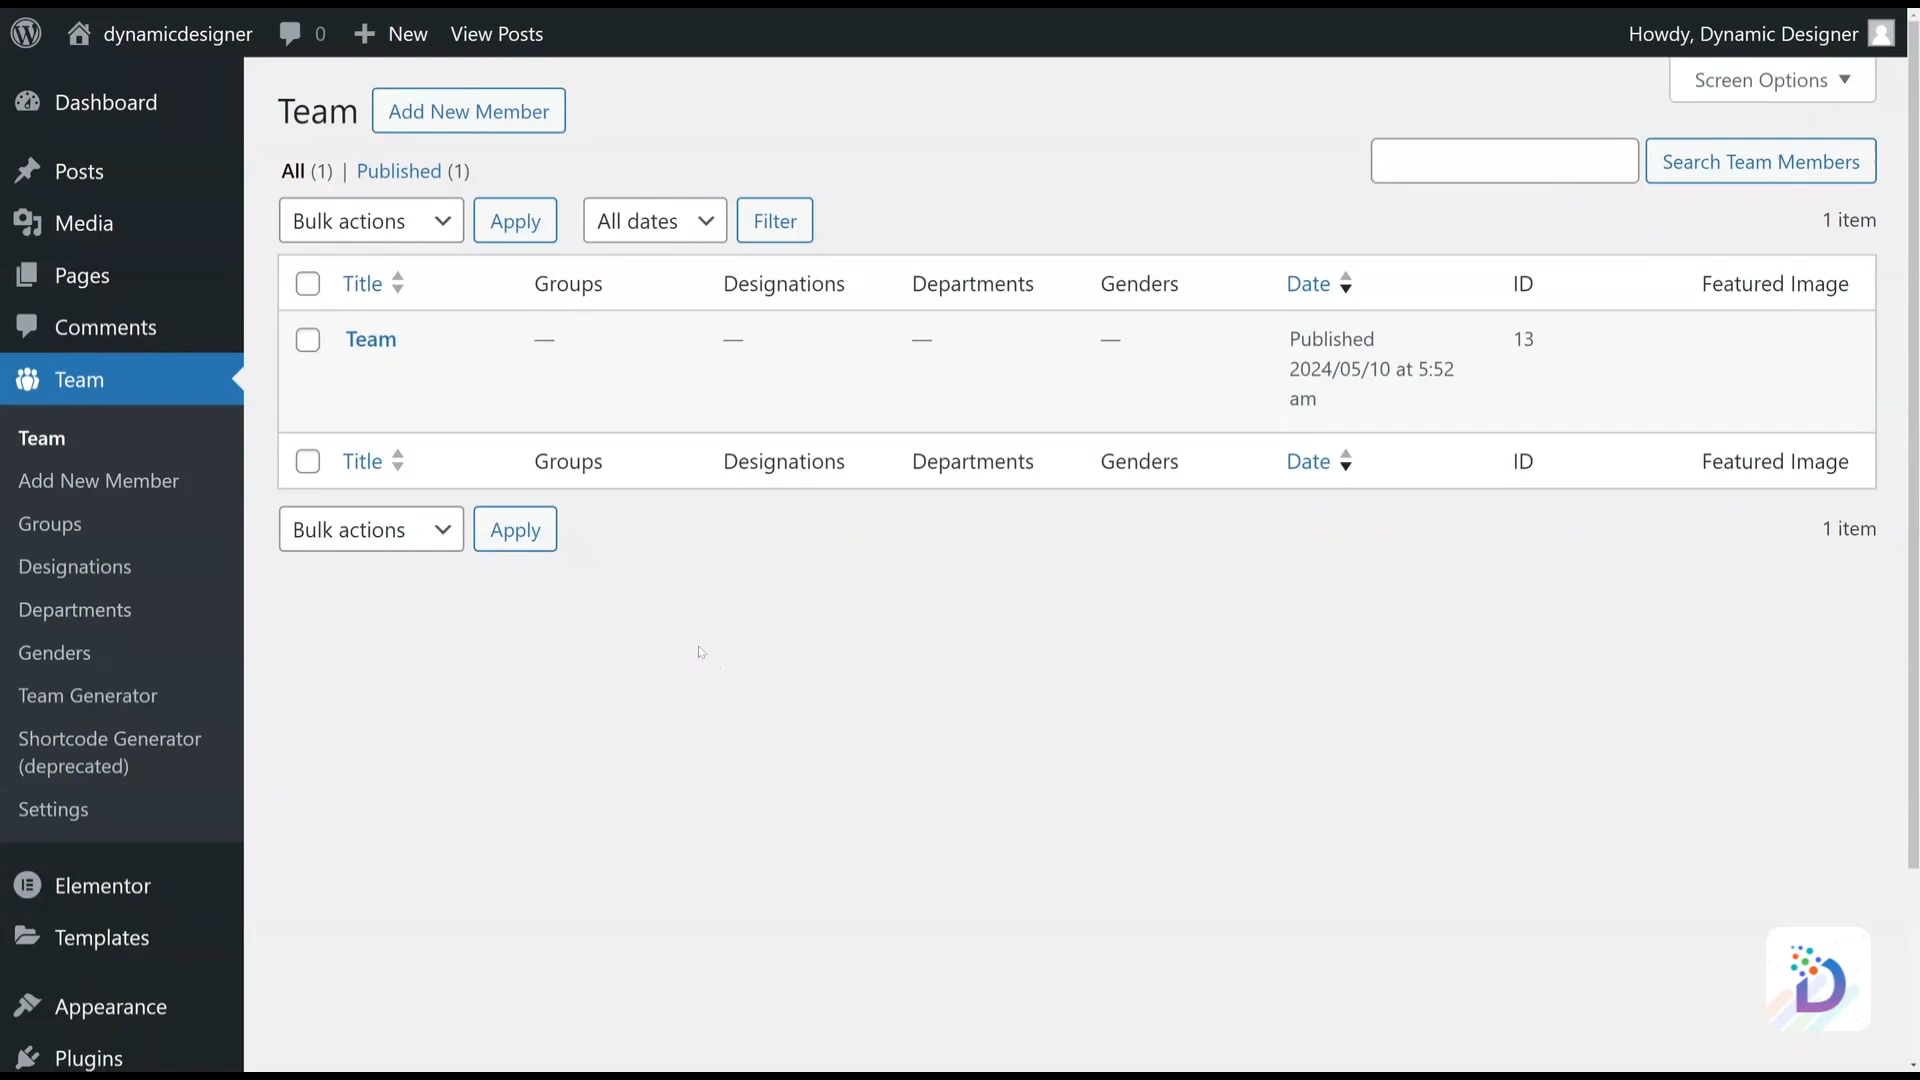 dynamicdesigner 0 New View Posts Howdy, Dynamic Designer
Screen Options
Dashboard
Posts
Media
Pages
Comments
Team
Team
Add New Member
Groups
Designations
Departments
Genders
Team Generator
Shortcode Generator
(deprecated)
Settings
Elementor
Templates
Appearance
Plugins
Team Add New Member
All (1) | Published (1)
Search Team Members
Bulk actions Apply All dates Filter 1 item
Title Groups Designations Departments Genders Date ID Featured Image
Team — — — — Published 13
2024/05/10 at 5:52
am
Title Groups Designations Departments Genders Date ID Featured Image
Bulk actions Apply 1 item